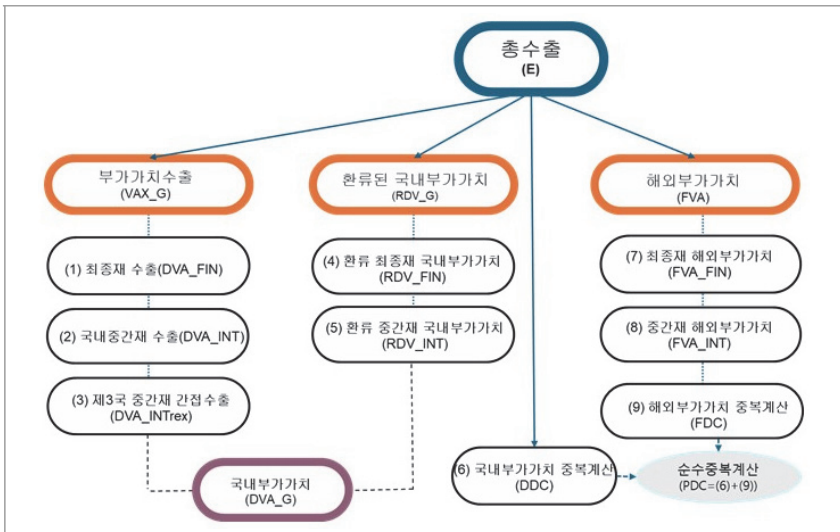 총수출
(E)
부가가치수출
(VAX_G)
환류된 국내부가가치
(RDV_G)
해외부가가치
(FVA)
(1) 최종재 수출(DVA_FIN)
(2) 국내중간재 수출(DVA_INT)
(3) 제3국 중간재 간접수출
(DVA_INTrex)
(4) 환류 최종재 국내부가가치
(RDV_FIN)
(5) 환류 중간재 국내부가가치
(RDV_INT)
(7) 최종재 해외부가가치
(FVA_FIN)
(8) 중간재 해외부가가치
(FVA_INT)
(9) 해외부가가치 중복계산
(FDC)
국내부가가치
(DVA_G)
(6) 국내부가가치 중복계산
(DDC)
순수중복계산
(PDC=(6)+(9))